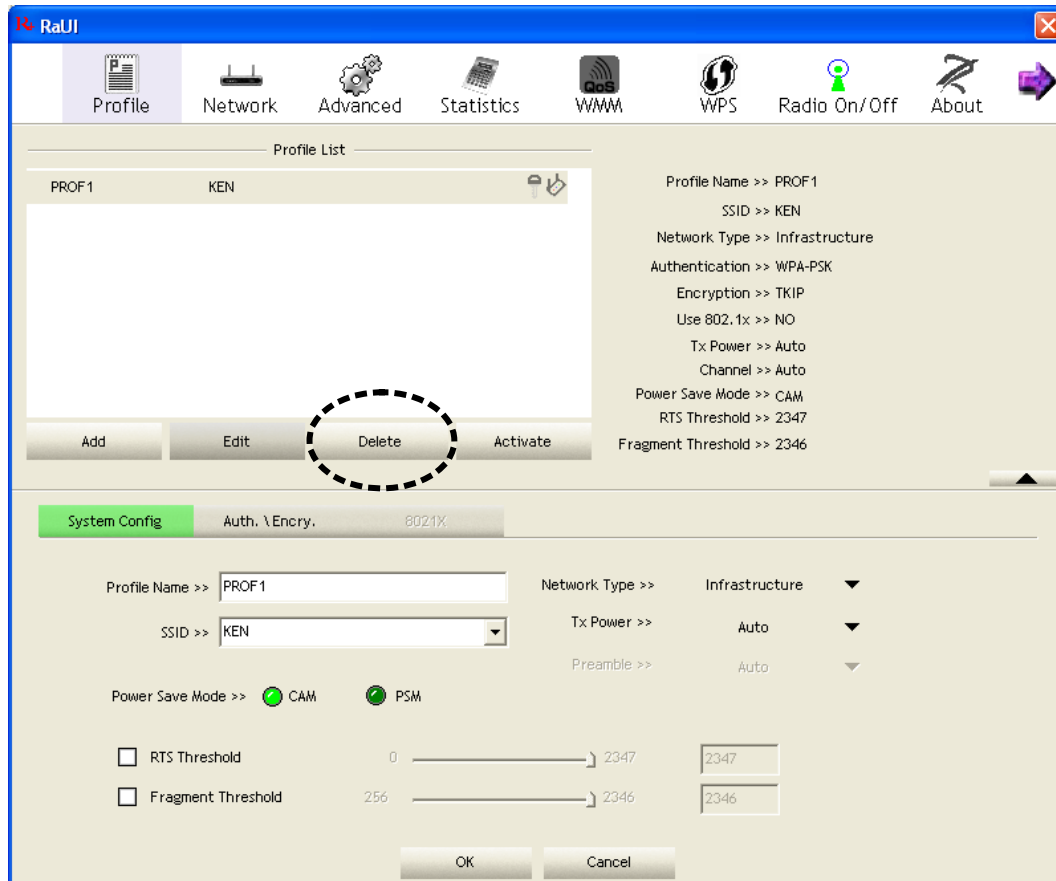 RaUI
Profile Network Advanced Statistics WMM WPS Radio On/Off About
QoS
Profile List
PROF1 KEN
Add Edit Delete Activate
Profile Name >> PROF1
SSID >> KEN
Network Type >> Infrastructure
Authentication >> WPA-PSK
Encryption >> TKIP
Use 802.1x >> NO
Tx Power >> Auto
Channel >> Auto
Power Save Mode >> CAM
RTS Threshold >> 2347
Fragment Threshold >> 2346
System Config Auth. \ Encry. 8021X
Profile Name >> PROF1
SSID >> KEN
Power Save Mode >> CAM PSM
Network Type >> Infrastructure
Tx Power >> Auto
Preamble >> Auto
RTS Threshold 0 2347 2347
Fragment Threshold 256 2346 2346
OK Cancel